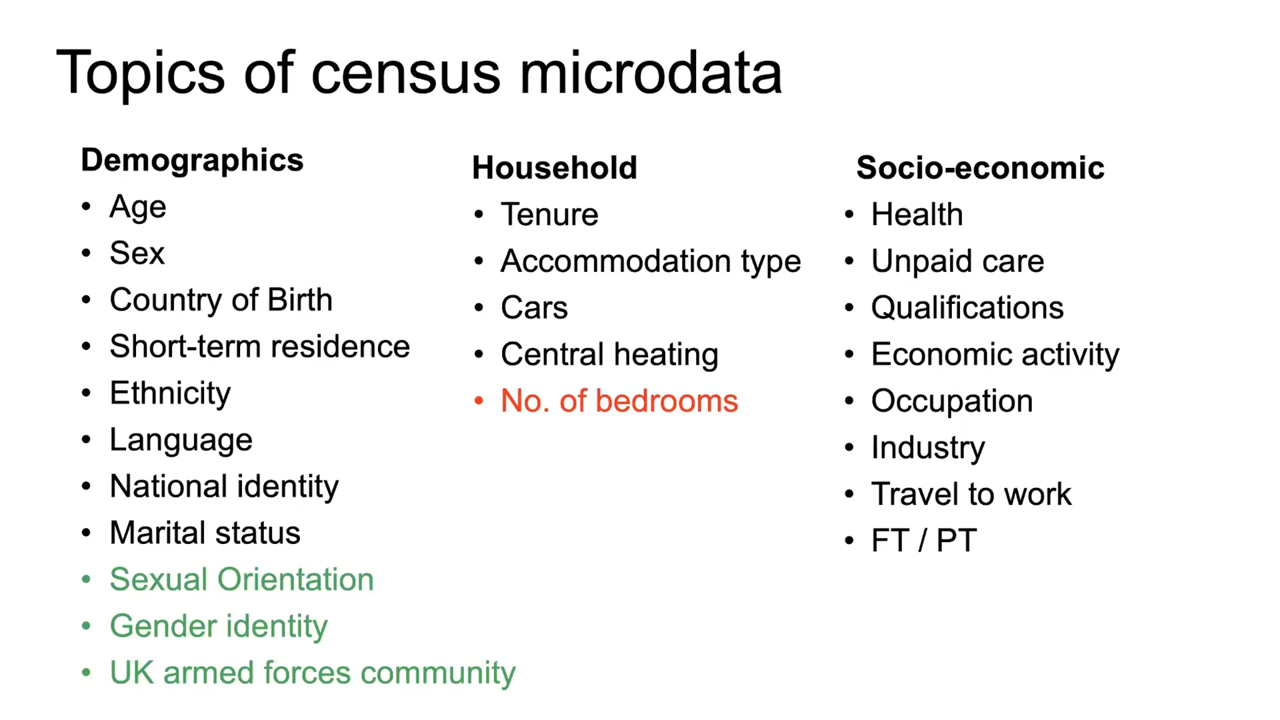 Topics of census microdata
Demographics
• Age
• Sex
• Country of Birth
• Short-term residence
• Ethnicity
• Language
• National identity
• Marital status
• Sexual Orientation
• Gender identity
• UK armed forces community
Household
• Tenure
• Accommodation type
• Cars
• Central heating
• No. of bedrooms
Socio-economic
• Health
• Unpaid care
• Qualifications
• Economic activity
• Occupation
• Industry
• Travel to work
• FT / PT